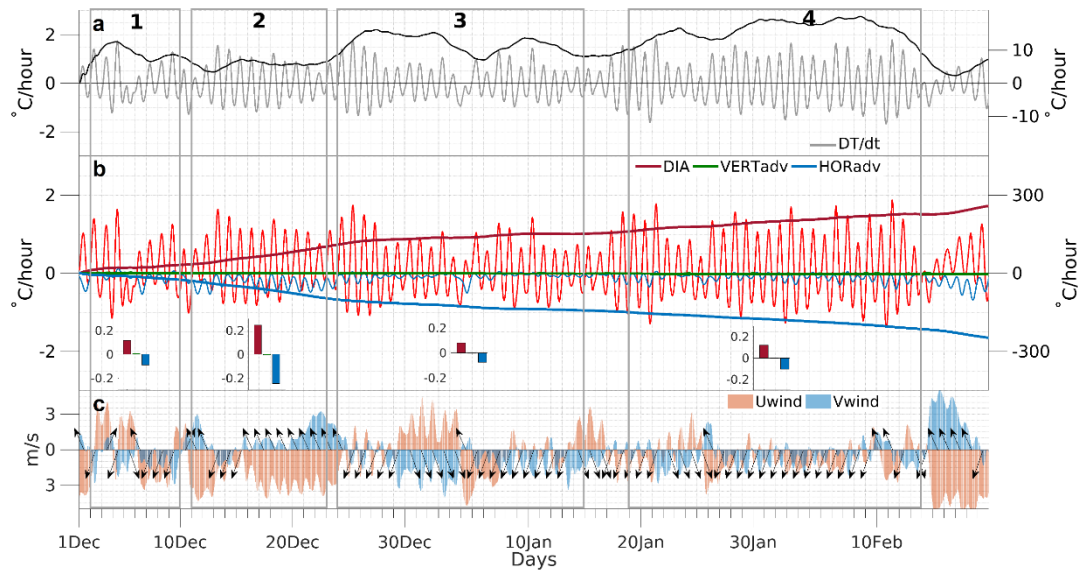 a 1 2 3 4
2
0
-2
10
0
-10
°C/hour
°C/hour
DT/dt
b
DIA VERTadv HORadv
2
0
-2
300
0
-300
°C/hour
°C/hour
0.2
0
-0.2
0.2
0
-0.2
0.2
0
-0.2
0.2
0
-0.2
c
Uwind Vwind
3
0
3
m/s
1Dec 10Dec 20Dec 30Dec 10Jan 20Jan 30Jan 10Feb
Days